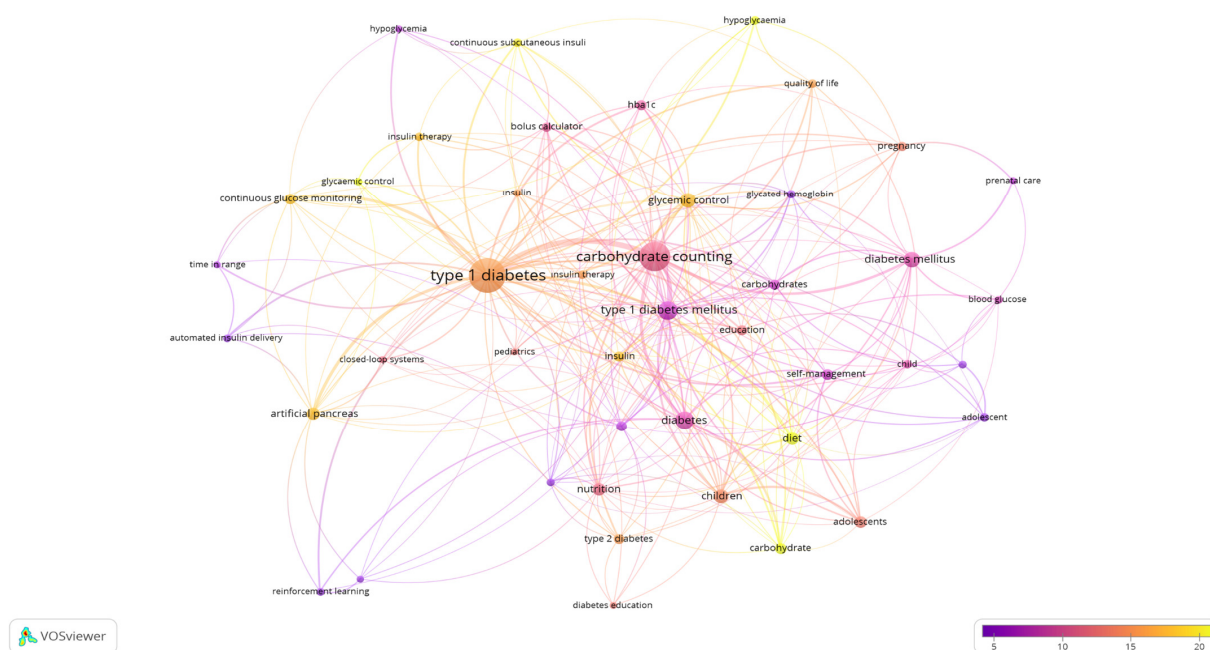 hypoglycemia
hypoglycaemia
continuous subcutaneous insuli
quality of life
hba1c
bolus calculator
insulin therapy
pregnancy
glycaemic control
prenatal care
continuous glucose monitoring
insulin
glycated hemoglobin
glycemic control
carbohydrate counting
diabetes mellitus
time in range
type 1 diabetes
insulin therapy
carbohydrates
blood glucose
type 1 diabetes mellitus
education
automated insulin delivery
closed-loop systems
pediatrics
insulin
child
self-management
artificial pancreas
diabetes
adolescent
diet
nutrition
children
adolescents
type 2 diabetes
carbohydrate
reinforcement learning
diabetes education
VOSviewer
5 10 15 20